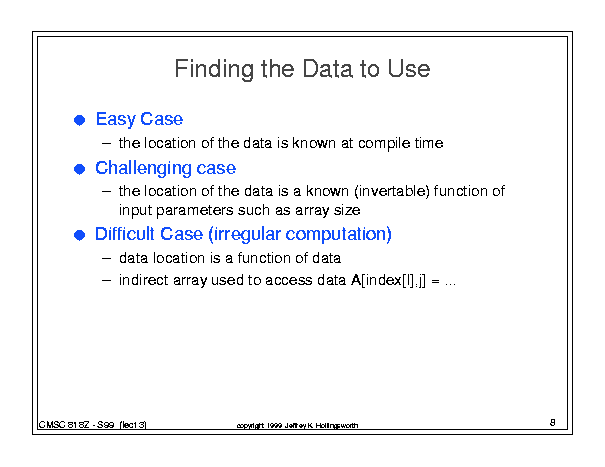 Finding the Data to Use
● Easy Case
– the location of the data is known at compile time
● Challenging case
– the location of the data is a known (invertable) function of
input parameters such as array size
● Difficult Case (irregular computation)
– data location is a function of data
– indirect array used to access data A[index[I],j] = ...
CMSC 818Z - S99 (lect 3)
copyright 1999 Jeffrey K. Hollingsworth
8